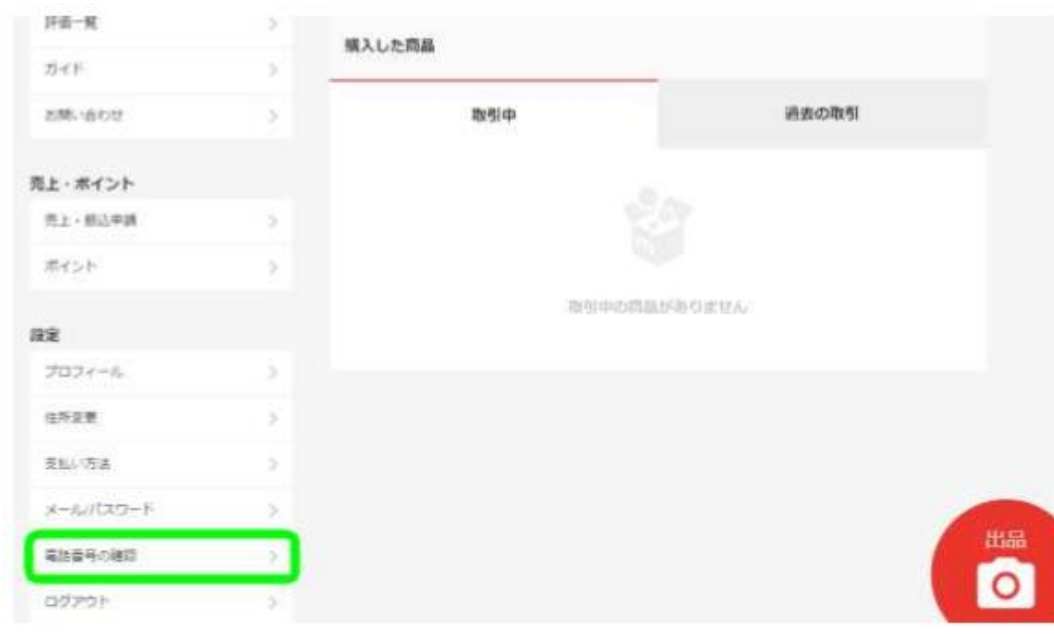 評価一覧
ガイド
お問い合わせ
売上・ポイント
売上・振込申請
ポイント
設定
プロフィール
住所変更
支払い方法
メール/パスワード
電話番号の確認
ログアウト
購入した商品
取引中
過去の取引
取引中の商品がありません
出品